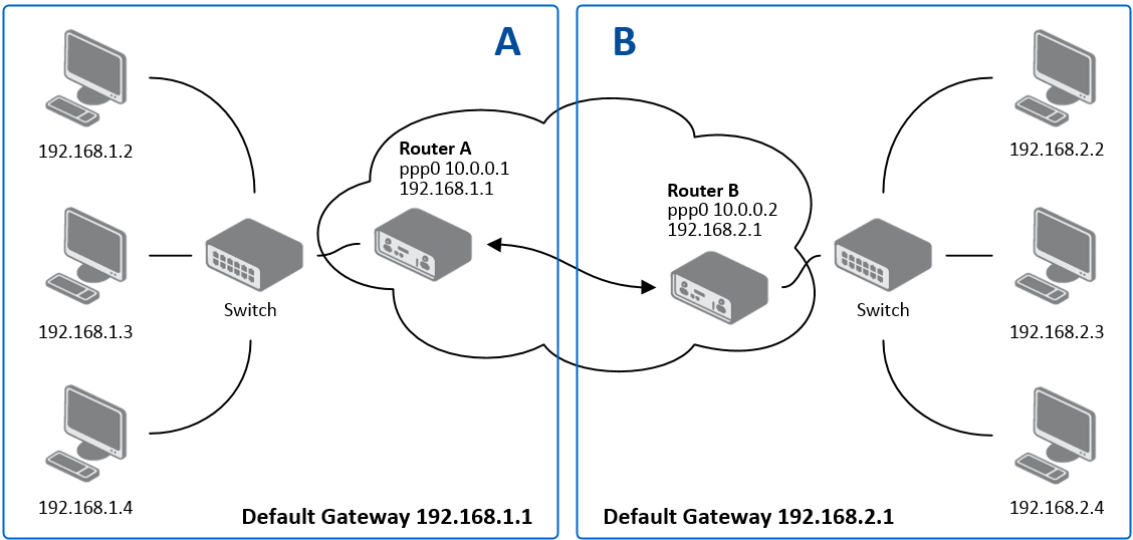 A
B
192.168.1.2
192.168.1.3
192.168.1.4
Switch
Router A
ppp0 10.0.0.1
192.168.1.1
Default Gateway 192.168.1.1
Router B
ppp0 10.0.0.2
192.168.2.1
Switch
192.168.2.2
192.168.2.3
192.168.2.4
Default Gateway 192.168.2.1